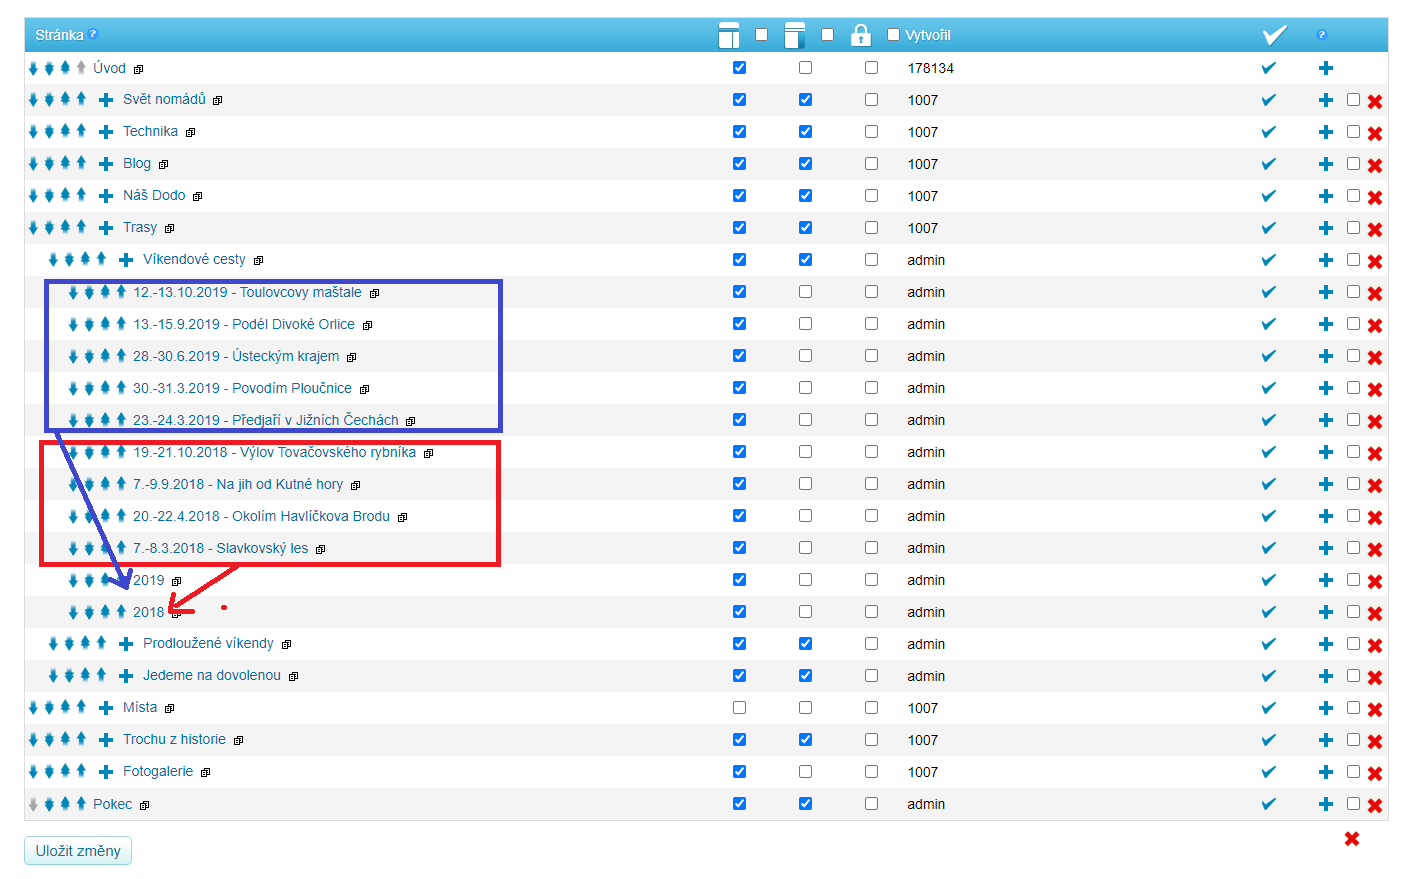 Stránka ? Vytvořil ?
Úvod 178134
Svět nomádů 1007
Technika 1007
Blog 1007
Náš Dodo 1007
Trasy 1007
Víkendové cesty admin
12.-13.10.2019 - Toulovcovy maštale admin
13.-15.9.2019 - Podél Divoké Orlice admin
28.-30.6.2019 - Ústeckým krajem admin
30.-31.3.2019 - Povodím Ploučnice admin
23.-24.3.2019 - Předjaří v Jižních Čechách admin
19.-21.10.2018 - Výlov Tovačovského rybníka admin
7.-9.9.2018 - Na jih od Kutné hory admin
20.-22.4.2018 - Okolím Havlíčkova Brodu admin
7.-8.3.2018 - Slavkovský les admin
2019 admin
2018 admin
Prodloužené víkendy admin
Jedeme na dovolenou admin
Místa 1007
Trochu z historie 1007
Fotogalerie 1007
Pokec admin
Uložit změny